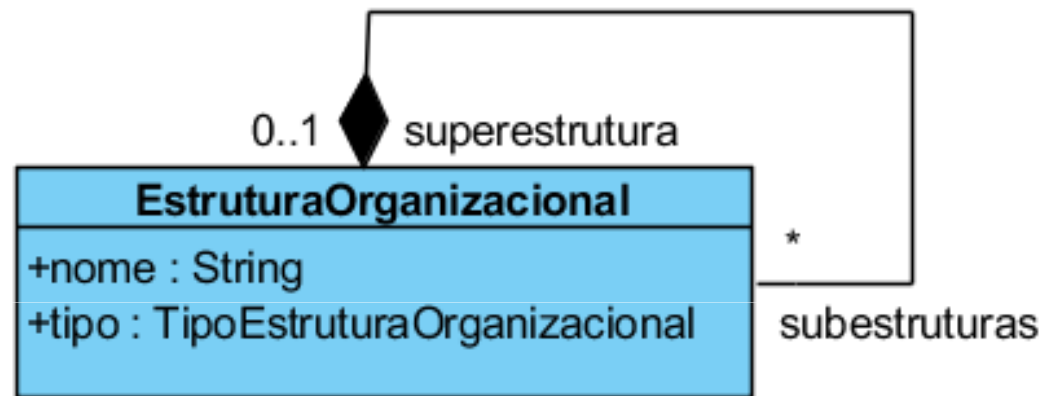 0..1 superestrutura
EstruturaOrganizacional
+nome : String
*
+tipo : TipoEstruturaOrganizacional
subestruturas